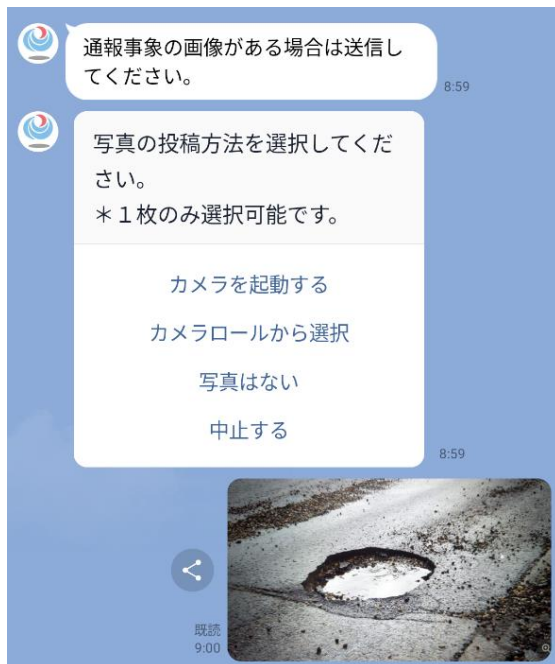 通報事象の画像がある場合は送信し
てください。
8:59
写真の投稿方法を選択してくだ
さい。
＊１枚のみ選択可能です。
カメラを起動する
カメラロールから選択
写真はない
中止する
8:59
既読
9:00